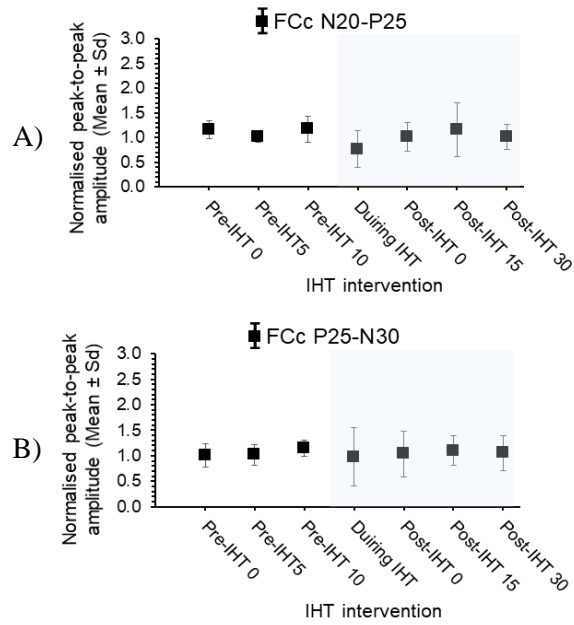 FCc N20-P25
A)
Normalised peak-to-peak
amplitude (Mean ± Sd)
3.0
2.5
2.0
1.5
1.0
0.5
0.0
Pre-IHT 0
Pre-IHT5
Pre-IHT 10
Duiring IHT
Post-IHT 0
Post-IHT 15
Post-IHT 30
IHT intervention
FCc P25-N30
B)
Normalised peak-to-peak
amplitude (Mean ± Sd)
3.0
2.5
2.0
1.5
1.0
0.5
0.0
Pre-IHT 0
Pre-IHT5
Pre-IHT 10
Duiring IHT
Post-IHT 0
Post-IHT 15
Post-IHT 30
IHT intervention